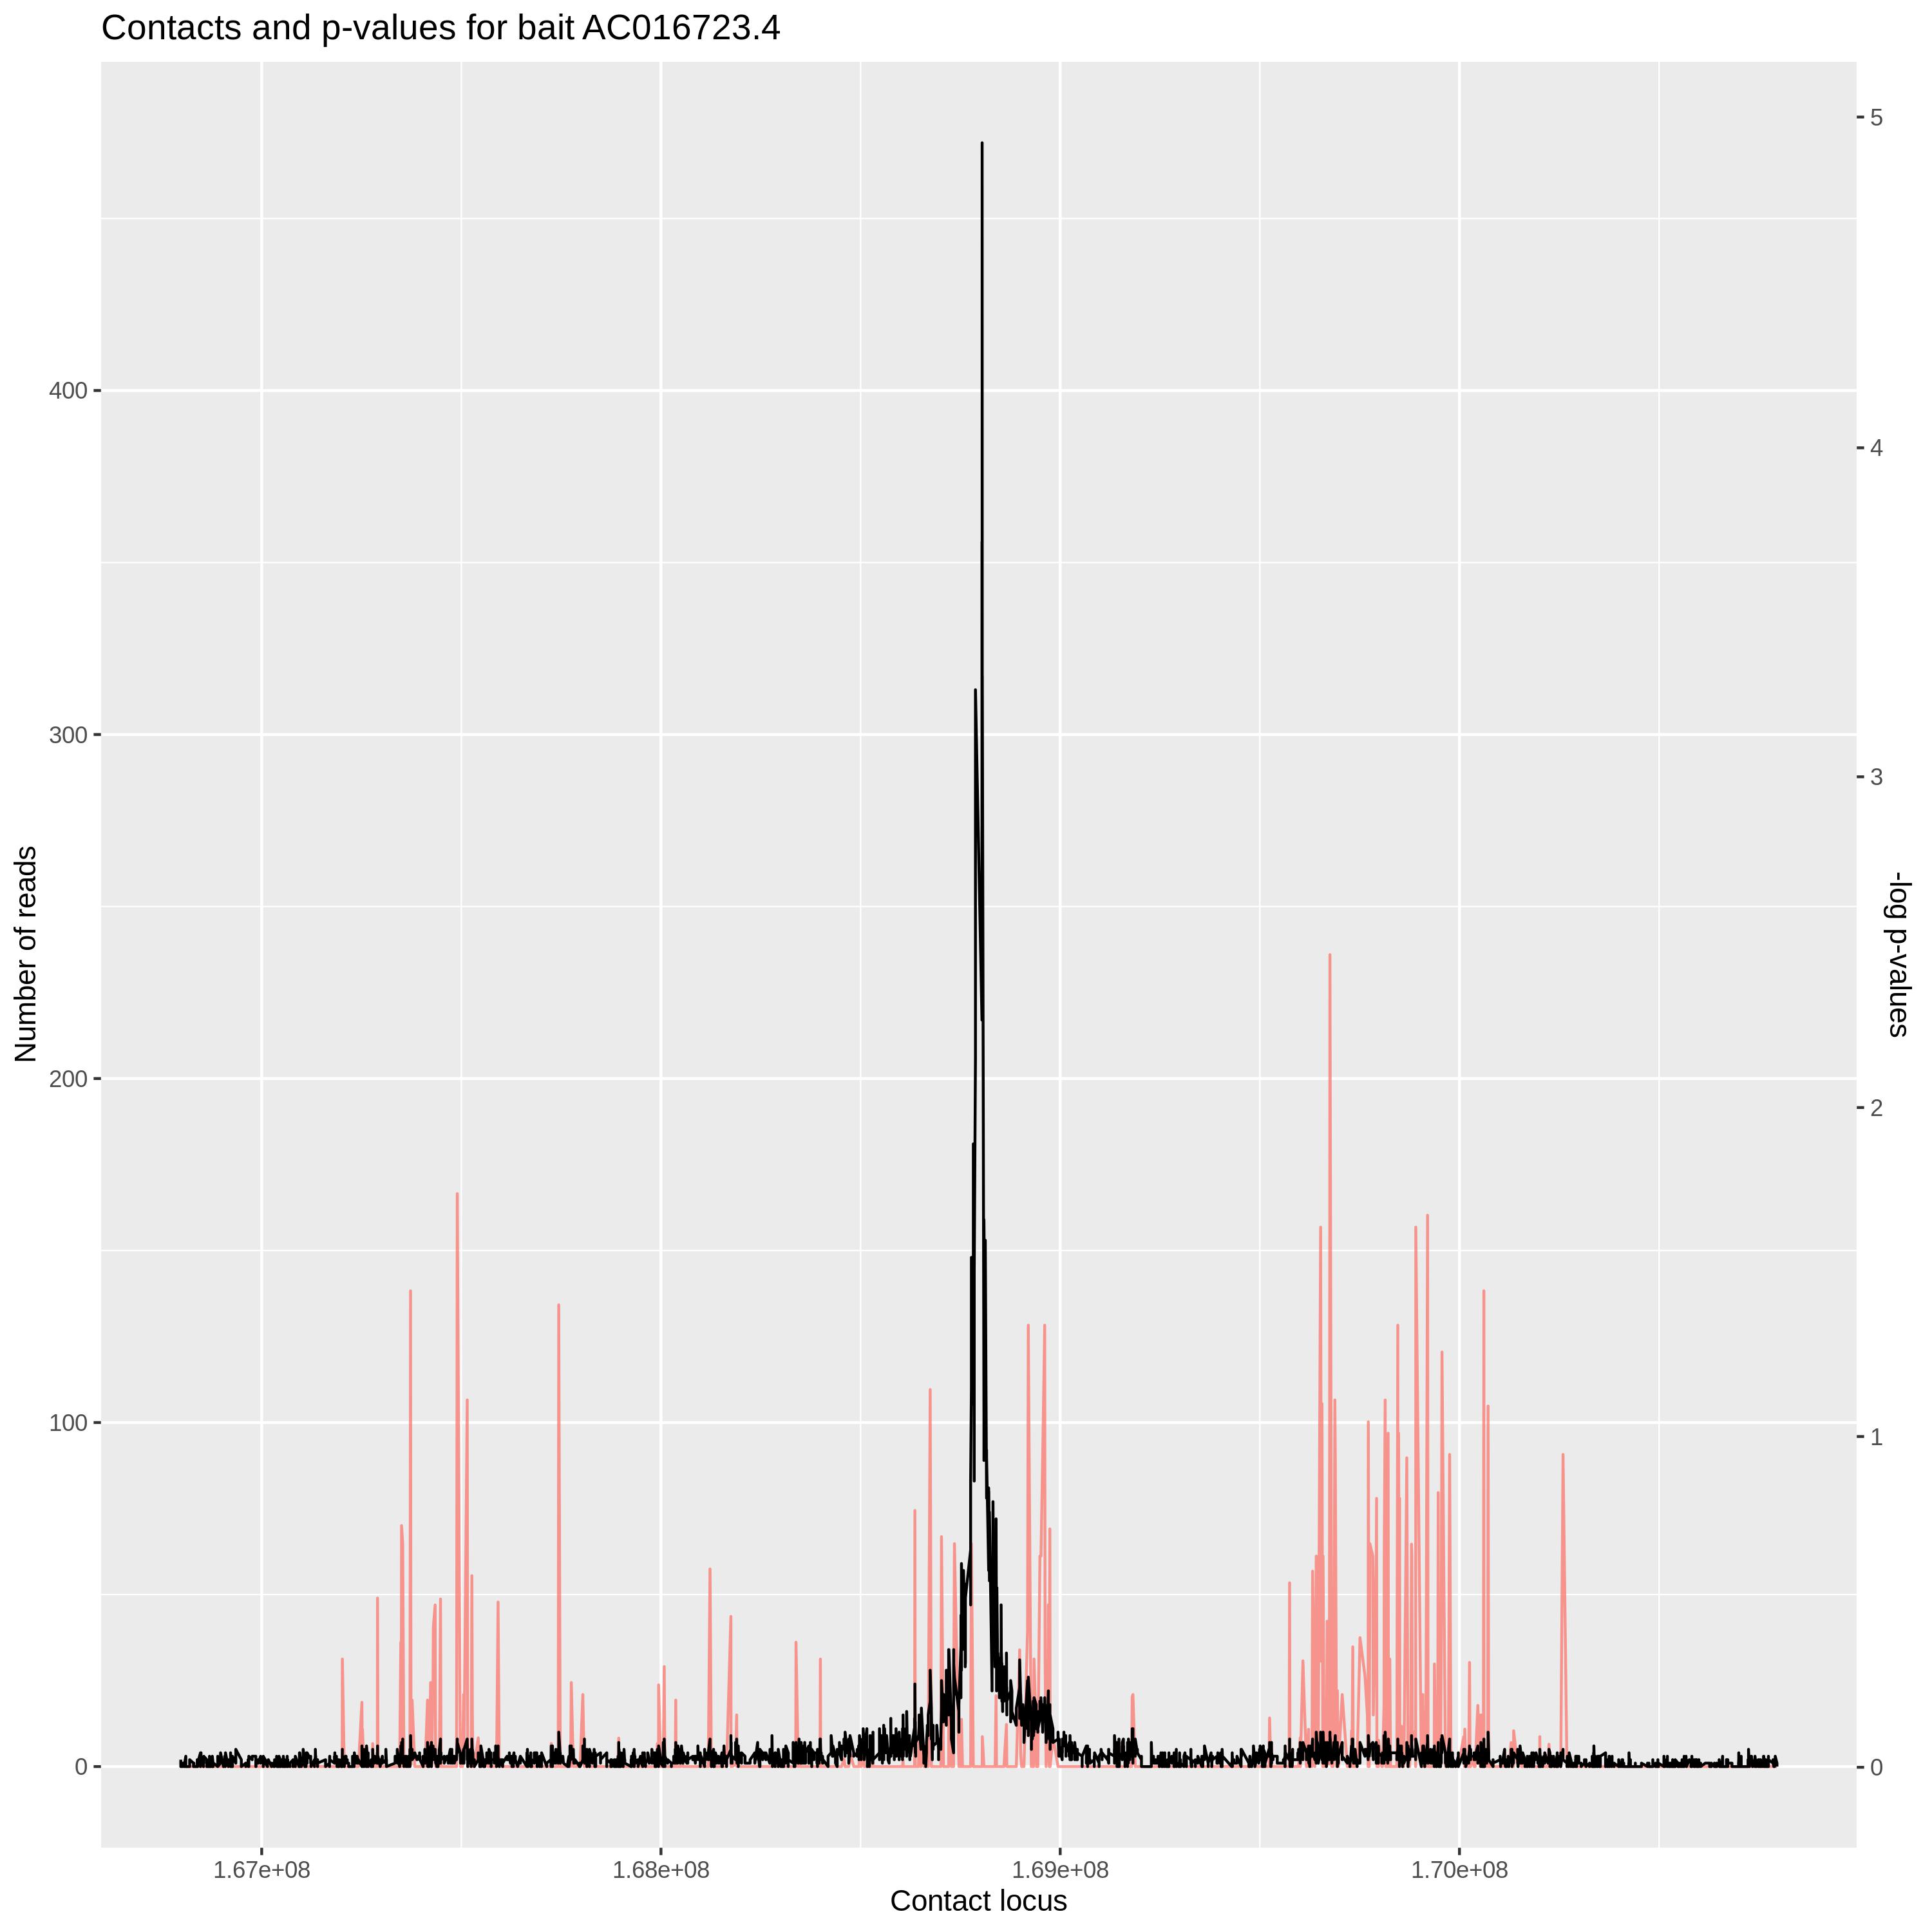 Contacts and p-values for bait AC016723.4
5
4
3
2
1
0
400
300
200
100
0
Number of reads
-log p-values
1.67e+08
1.68e+08
1.69e+08
1.70e+08
Contact locus